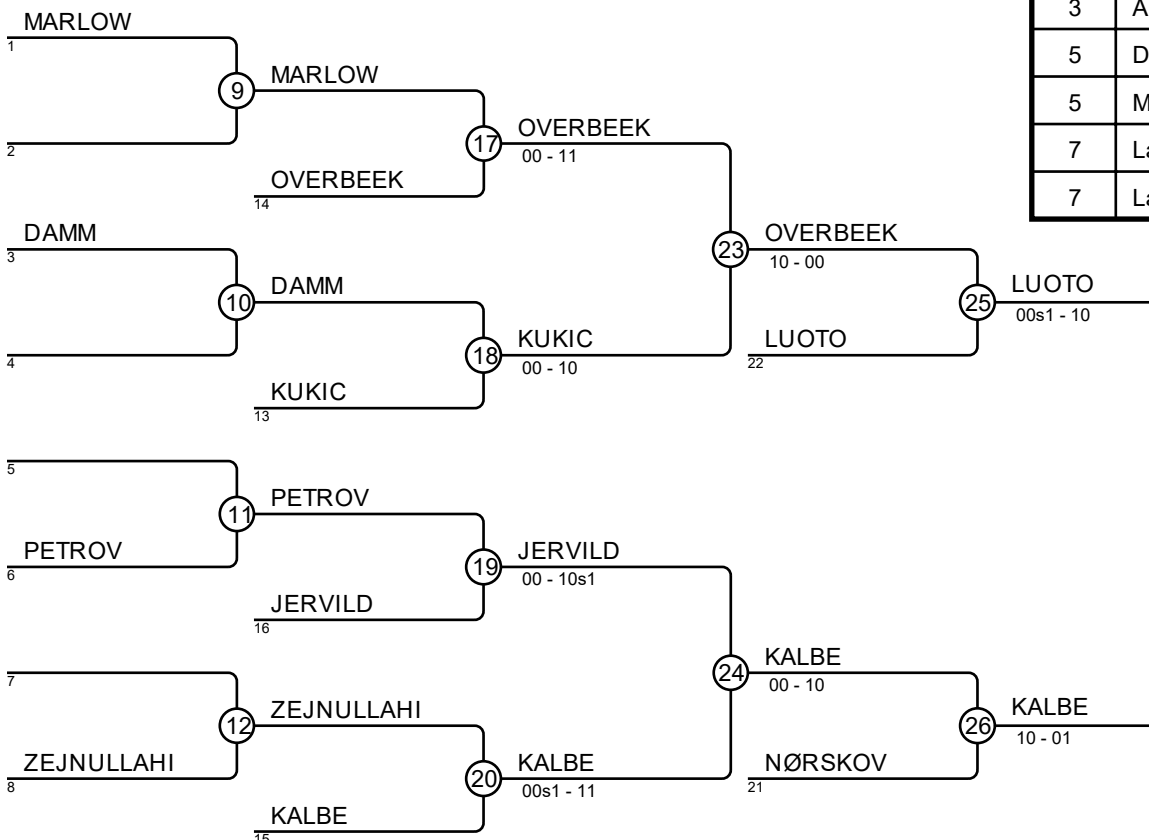 MARLOW
1
9
MARLOW
2
17
OVERBEEK
00 - 11
OVERBEEK
14
DAMM
3
23
OVERBEEK
10 - 00
10
DAMM
4
18
KUKIC
00 - 10
KUKIC
13
25
LUOTO
00s1 - 10
LUOTO
22
5
11
PETROV
PETROV
6
19
JERVILD
00 - 10s1
JERVILD
16
24
KALBE
00 - 10
7
12
ZEJNULLAHI
ZEJNULLAHI
8
20
KALBE
00s1 - 11
KALBE
15
26
KALBE
10 - 01
NØRSKOV
21
3 A
5 D
5 M
7 La
7 La